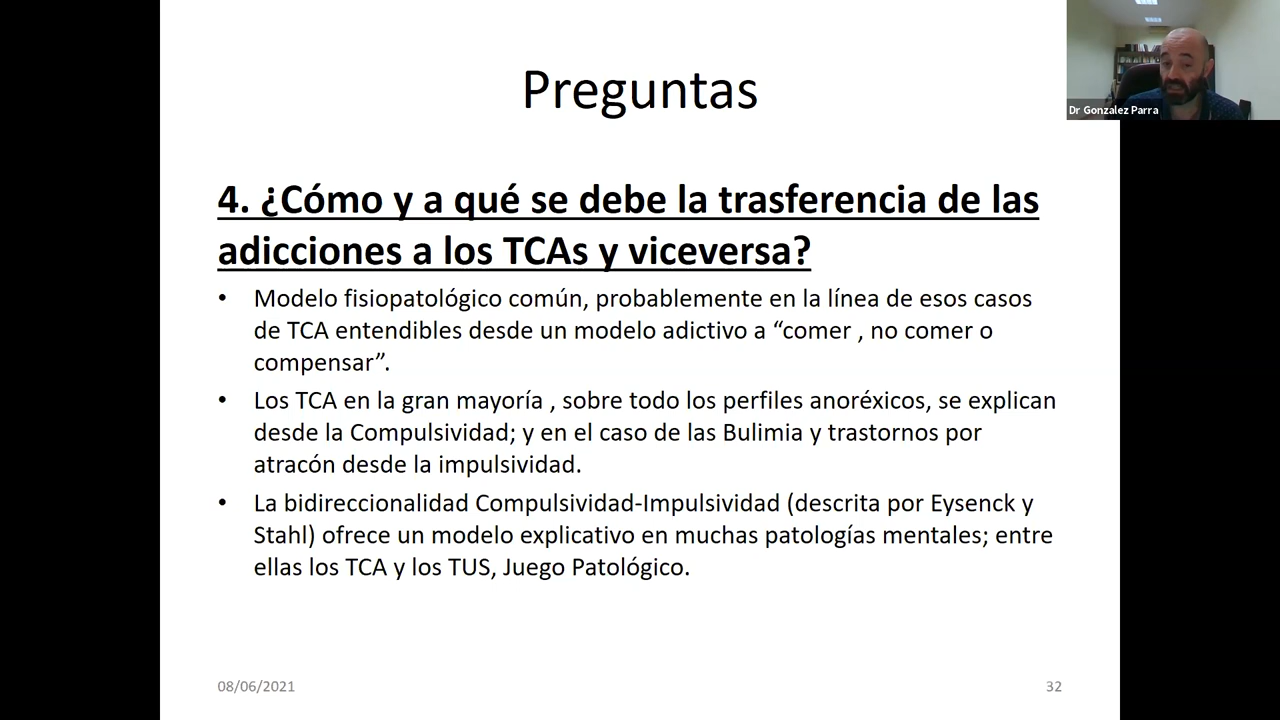 Preguntas
Dr Gonzalez Parra
4. ¿Cómo y a qué se debe la trasferencia de las
adicciones a los TCAs y viceversa?
• Modelo fisiopatológico común, probablemente en la línea de esos casos
de TCA entendibles desde un modelo adictivo a “comer , no comer o
compensar”.
• Los TCA en la gran mayoría , sobre todo los perfiles anoréxicos, se explican
desde la Compulsividad; y en el caso de las Bulimia y trastornos por
atracón desde la impulsividad.
• La bidireccionalidad Compulsividad-Impulsividad (descrita por Eysenck y
Stahl) ofrece un modelo explicativo en muchas patologías mentales; entre
ellas los TCA y los TUS, Juego Patológico.
08/06/2021
32